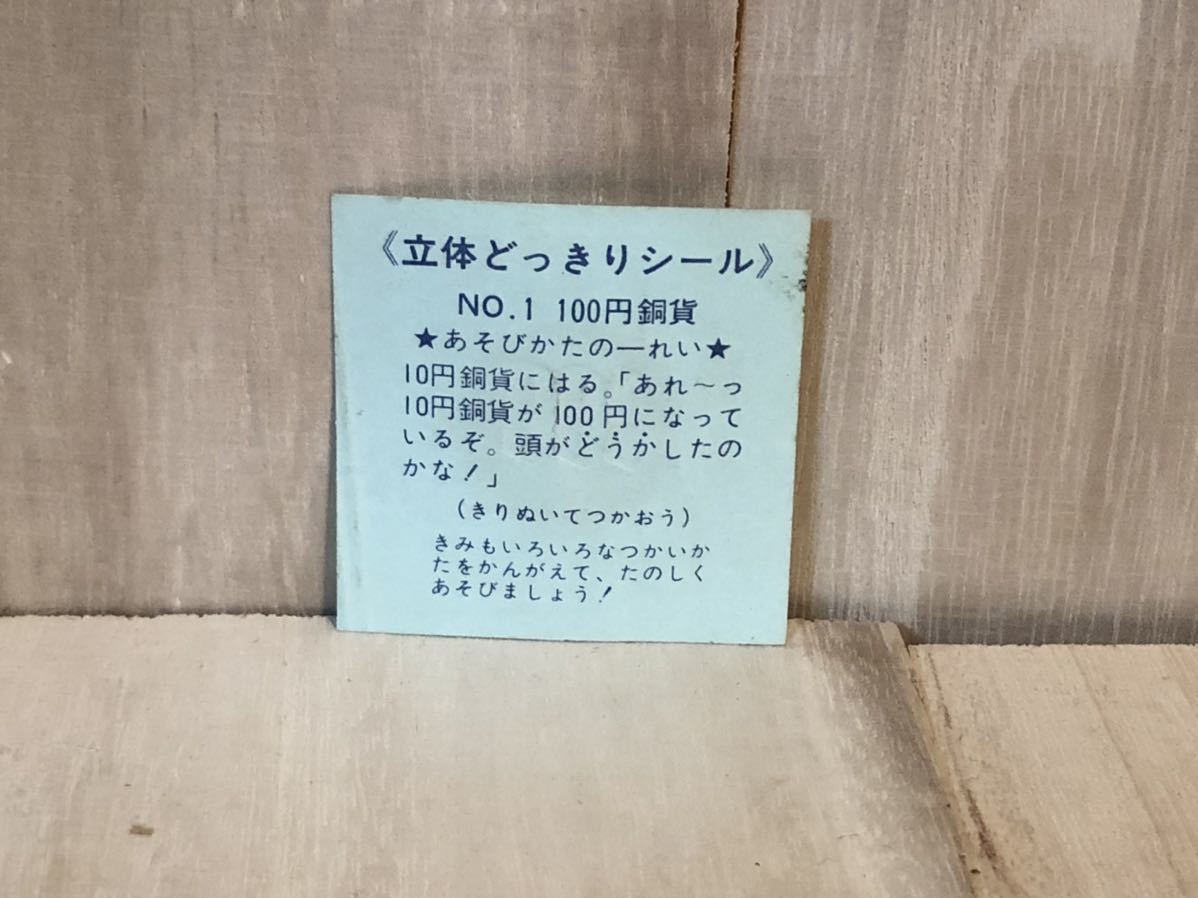 《立体どっきりシール》
NO.1 100円銅貨
★あそびかたの一れい★
10円銅貨にはる。「あれ〜っ
10円銅貨が100円になって
いるぞ。頭がどうかしたの
かな！」
(きりぬいてつかおう)
きみもいろいろなつかいか
たをかんがえて、たのしく
あそびましょう！